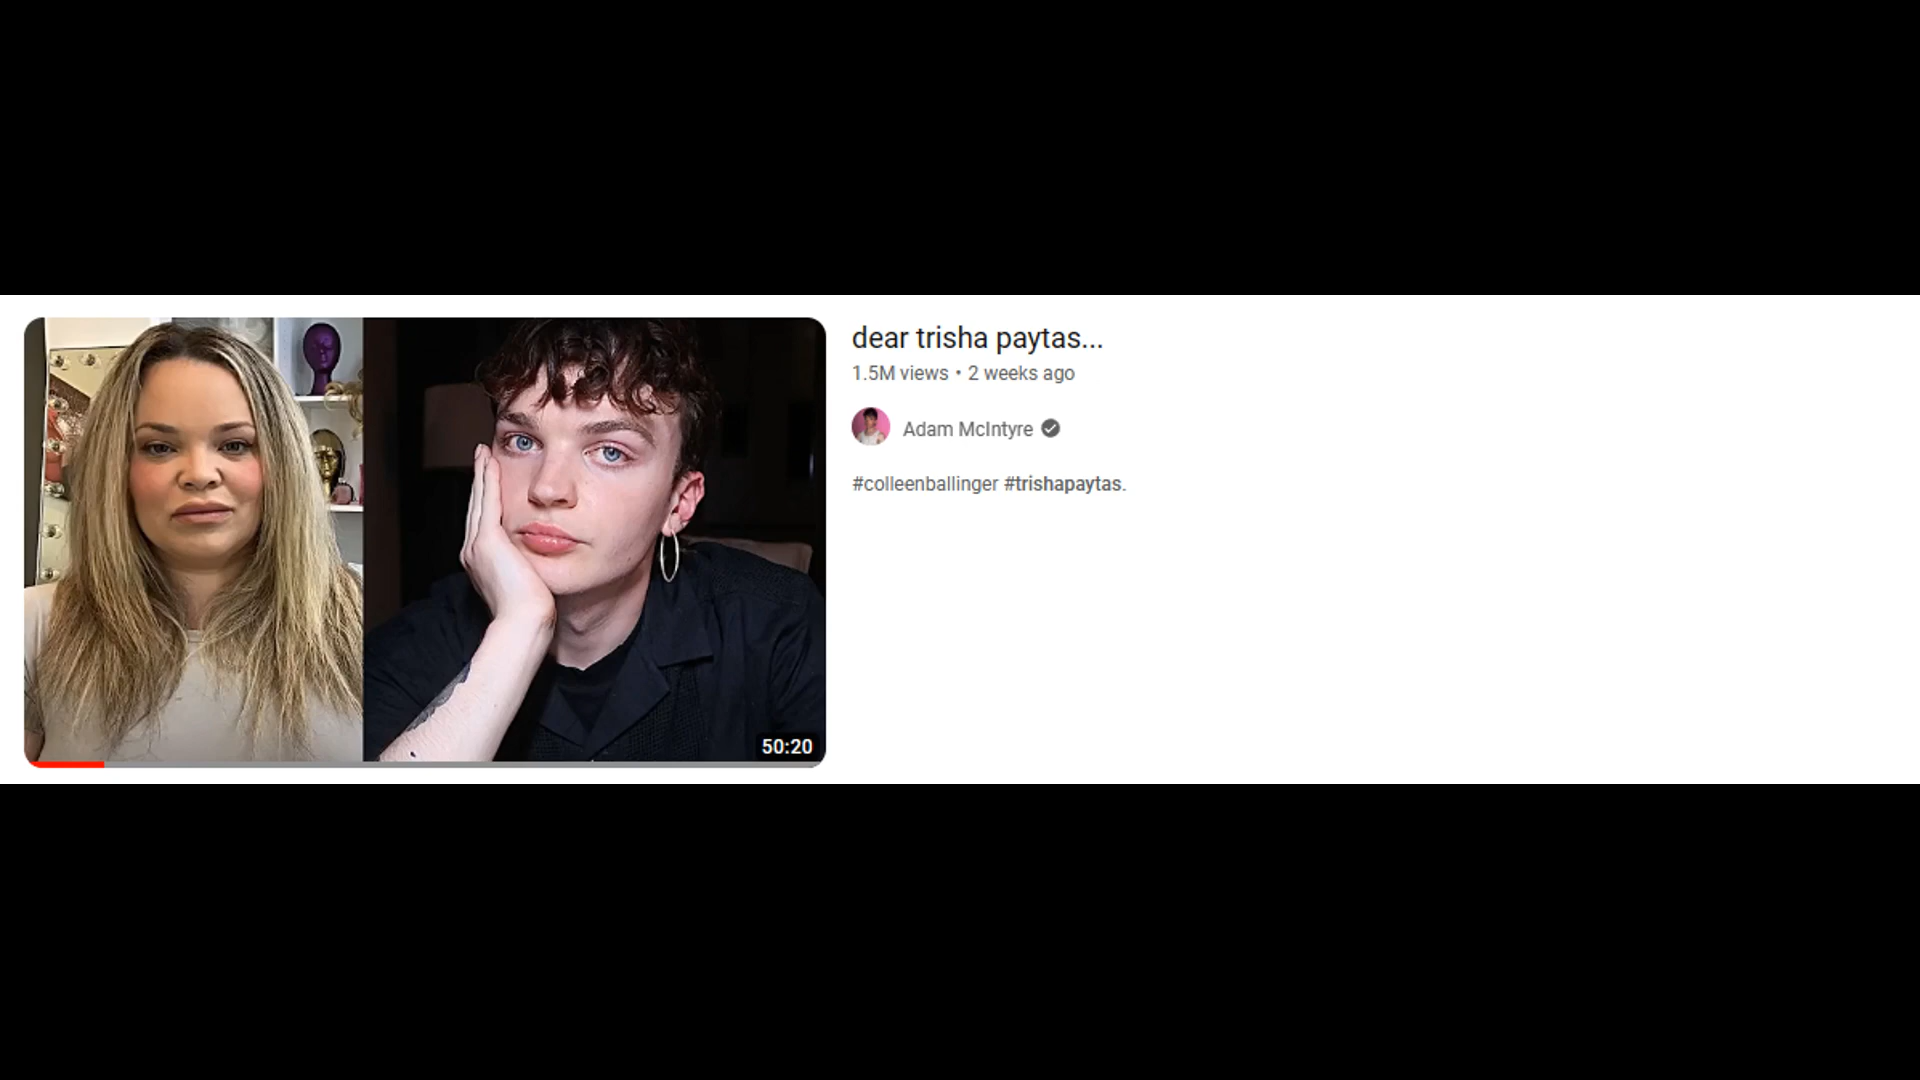 dear trisha paytas...
1.5M views • 2 weeks ago
Adam McIntyre
#colleenballinger #trishapaytas.
50:20